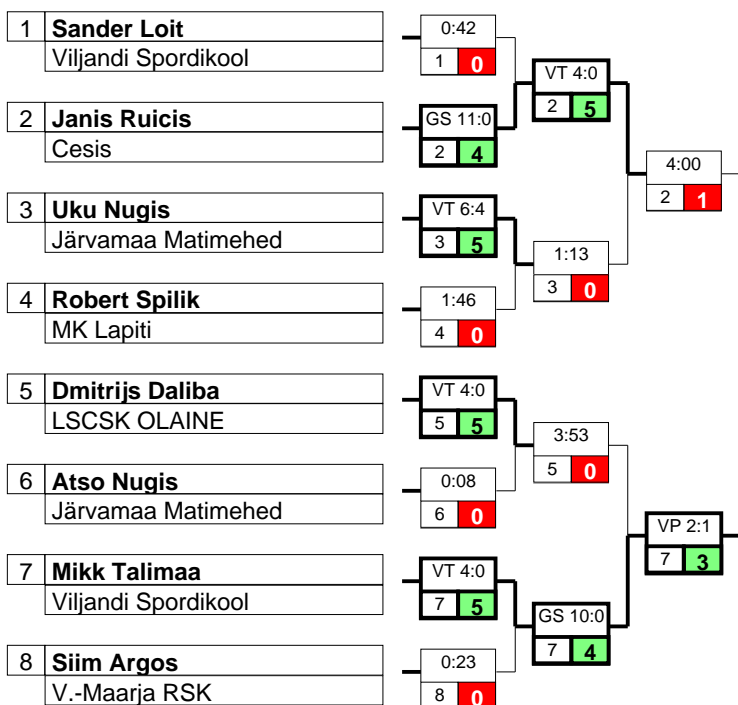 1 Sander Loit
Viljandi Spordikool
0:42
1 0
VT 4:0
2 5
2 Janis Ruicis
Cesis
GS 11:0
2 4
4:00
2 1
3 Uku Nugis
Järvamaa Matimehed
VT 6:4
3 5
1:13
3 0
4 Robert Spilik
MK Lapiti
1:46
4 0
5 Dmitrijs Daliba
LSCSK OLAINE
VT 4:0
5 5
3:53
5 0
6 Atso Nugis
Järvamaa Matimehed
0:08
6 0
VP 2:1
7 3
7 Mikk Talimaa
Viljandi Spordikool
VT 4:0
7 5
GS 10:0
7 4
8 Siim Argos
V.-Maarja RSK
0:23
8 0